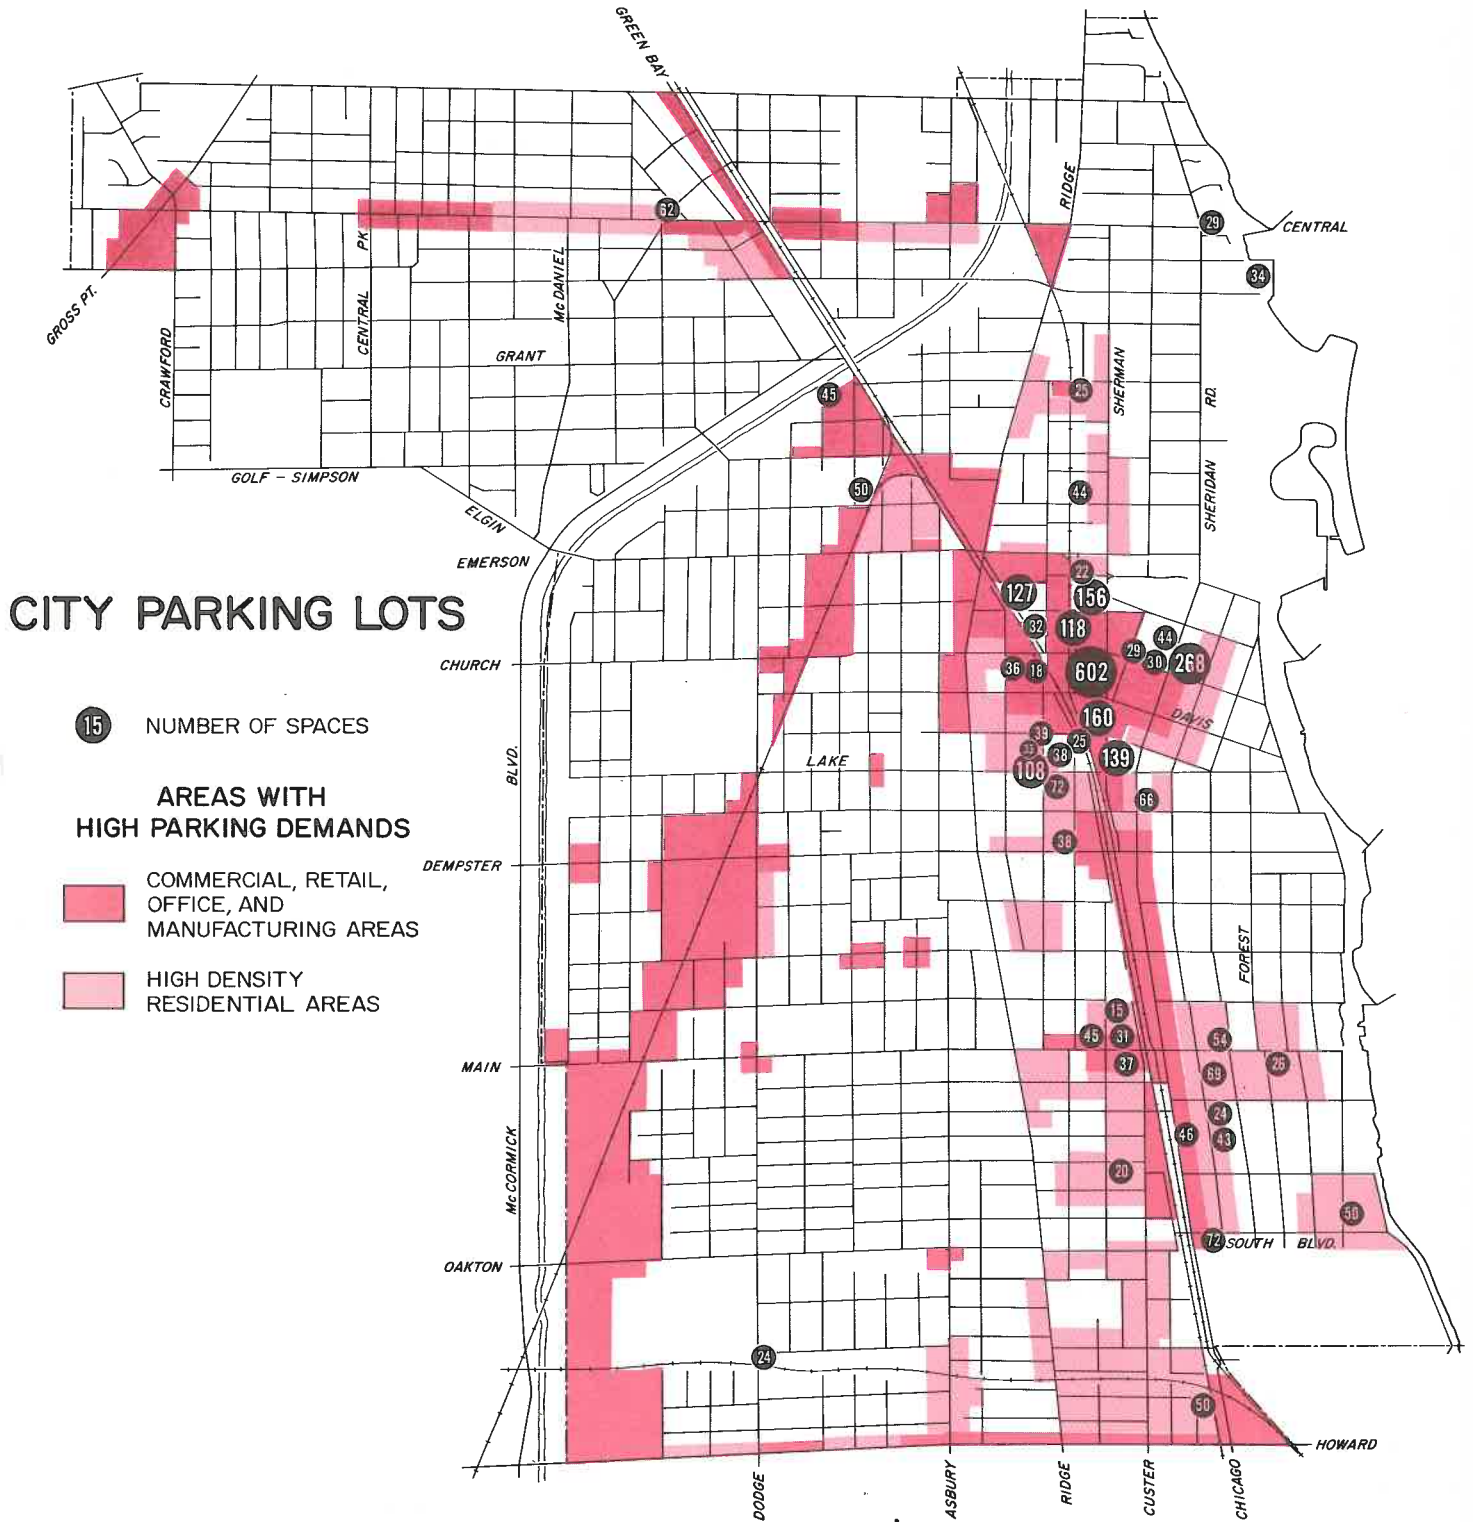 GREEN BAY
RIDGE
62
29
CENTRAL
34
PK.
GROSS PT.
McDANIEL
CENTRAL
CRAWFORD
GRANT
SHERMAN
RD.
45
25
GOLF – SIMPSON
50
44
SHERIDAN
ELGIN
EMERSON
22
127
156
CITY PARKING LOTS
32
118
44
29
30
268
CHURCH
36
18
602
15
NUMBER OF SPACES
160
DAVIS
39
25
38
139
LAKE
BLVD.
108
72
66
AREAS WITH
HIGH PARKING DEMANDS
38
DEMPSTER
COMMERCIAL, RETAIL,
OFFICE, AND
MANUFACTURING AREAS
HIGH DENSITY
RESIDENTIAL AREAS
FOREST
15
45
31
54
MAIN
37
69
26
24
46
43
McCORMICK
20
50
72
SOUTH BLVD.
OAKTON
24
50
HOWARD
DODGE
ASBURY
RIDGE
CUSTER
CHICAGO